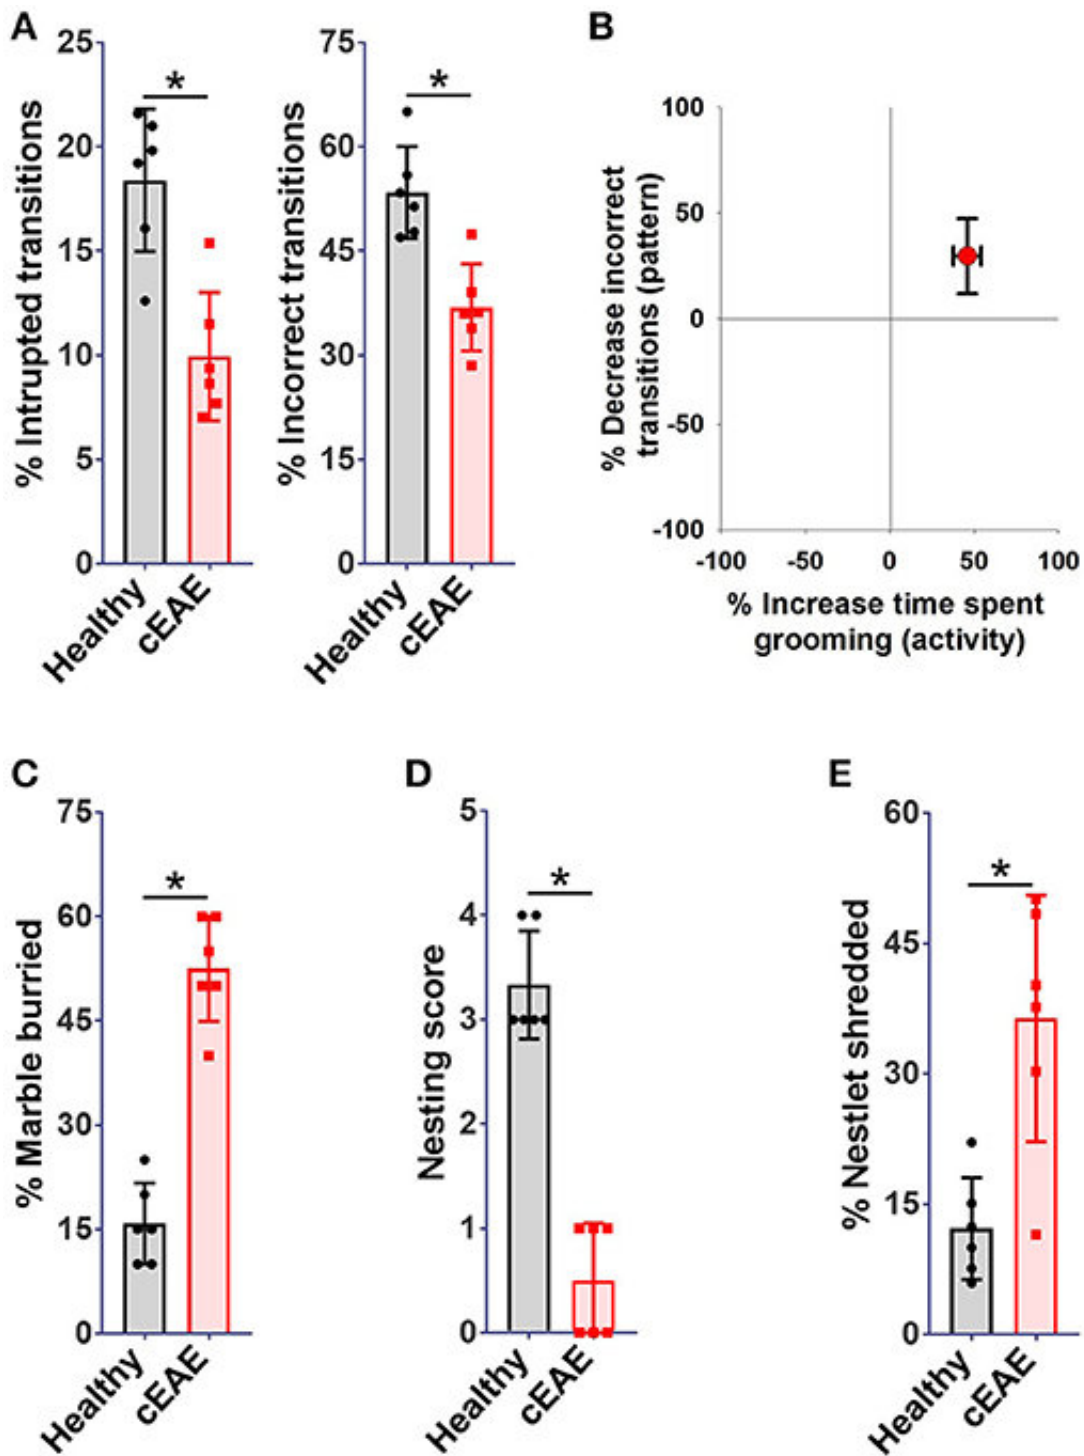 A
% Intrupted transitions
25
20
15
10
5
0
*
Healthy
cEAE
% Incorrect transitions
75
60
45
30
15
0
*
Healthy
cEAE
B
% Decrease incorrect
transitions (pattern)
100
50
0
-50
-100
-100 -50 0 50 100
% Increase time spent
grooming (activity)
C
% Marble burried
75
60
45
30
15
0
*
Healthy
cEAE
D
Nesting score
5
4
3
2
1
0
*
Healthy
cEAE
E
% Nestlet shredded
60
45
30
15
0
*
Healthy
cEAE